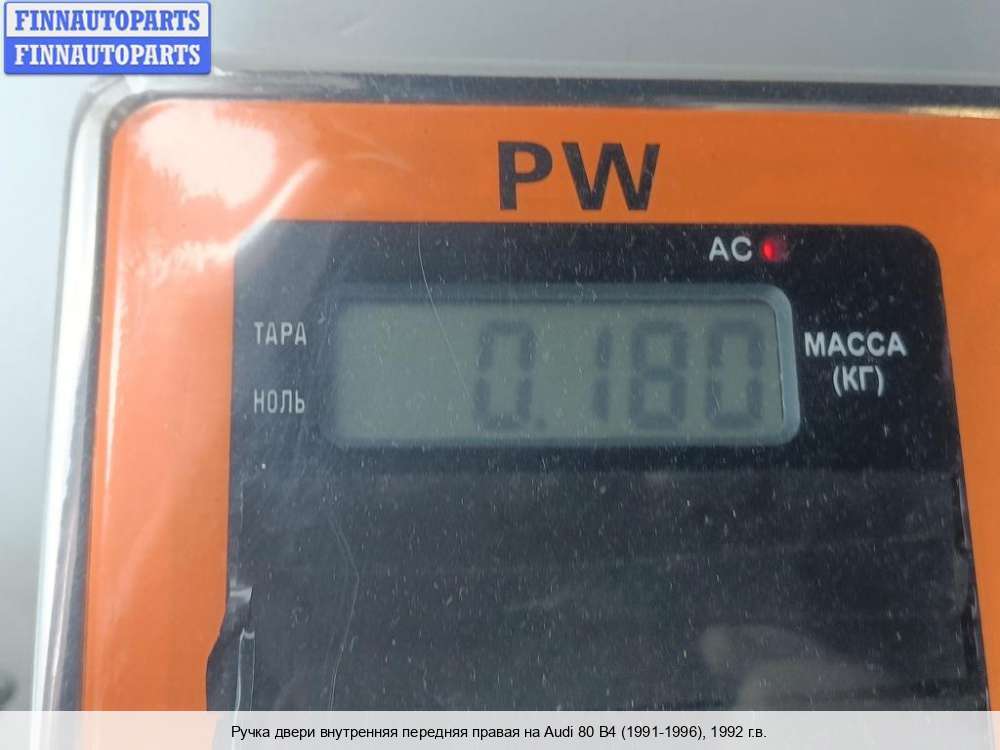 FINNAUTOPARTS
FINNAUTOPARTS
PW
AC
ТАРА
0.180
МАССА
(КГ)
НОЛЬ
Ручка двери внутренняя передняя правая на Audi 80 B4 (1991-1996), 1992 г.в.